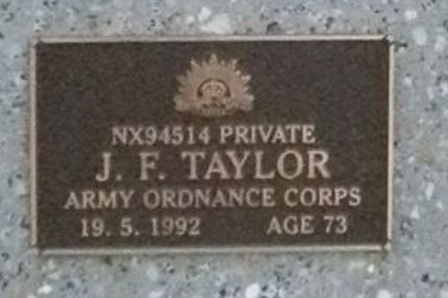 NX94514 PRIVATE
J. F. TAYLOR
ARMY ORDNANCE CORPS
19. 5. 1992 AGE 73